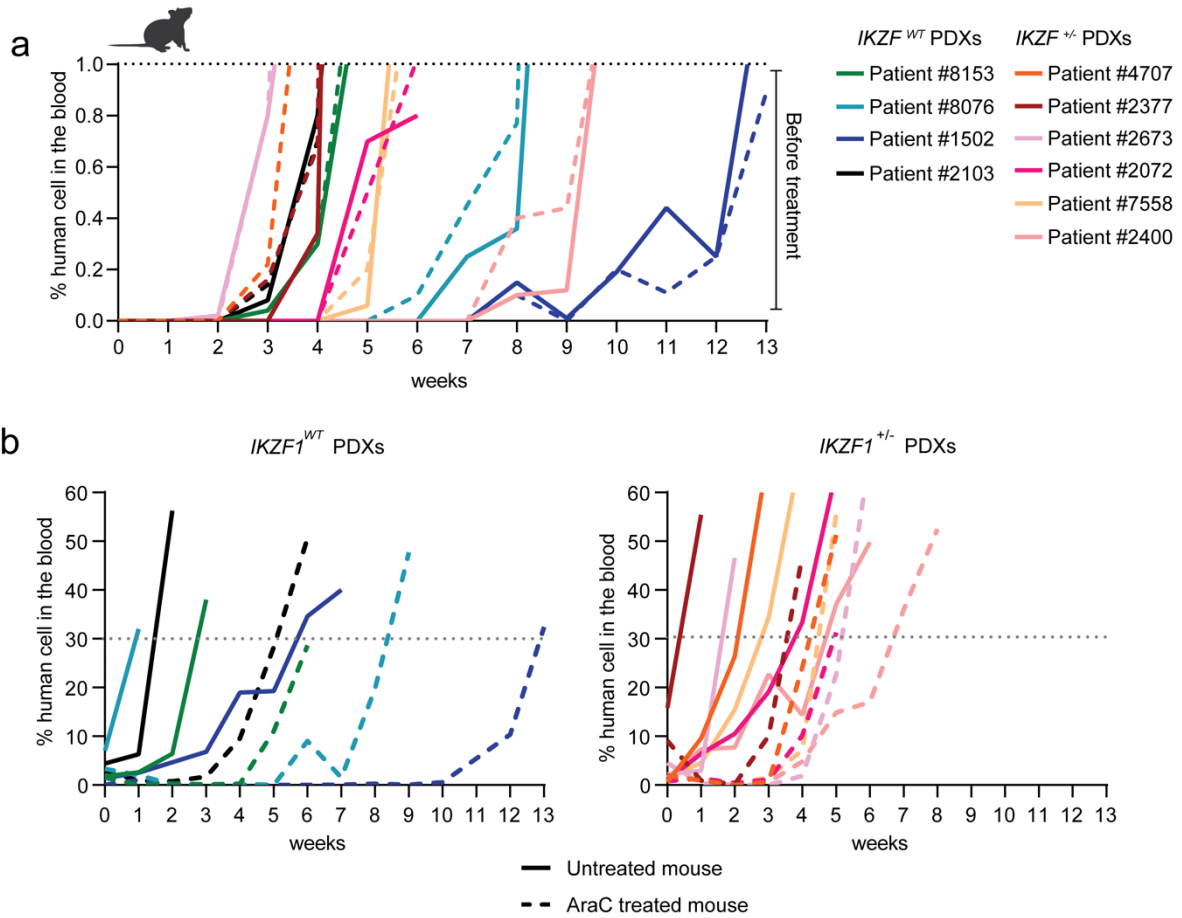 a
IKZF WT PDXs
IKZF +/- PDXs
Patient #8153
Patient #8076
Patient #1502
Patient #2103
Patient #4707
Patient #2377
Patient #2673
Patient #2072
Patient #7558
Patient #2400
% human cell in the blood
1.0
0.8
0.6
0.4
0.2
0.0
0 1 2 3 4 5 6 7 8 9 10 11 12 13
weeks
Before treatment
b
IKZF1 WT PDXs
% human cell in the blood
60
50
40
30
20
10
0
0 1 2 3 4 5 6 7 8 9 10 11 12 13
weeks
IKZF1 +/- PDXs
% human cell in the blood
60
50
40
30
20
10
0
0 1 2 3 4 5 6 7 8 9 10 11 12 13
weeks
Untreated mouse
AraC treated mouse